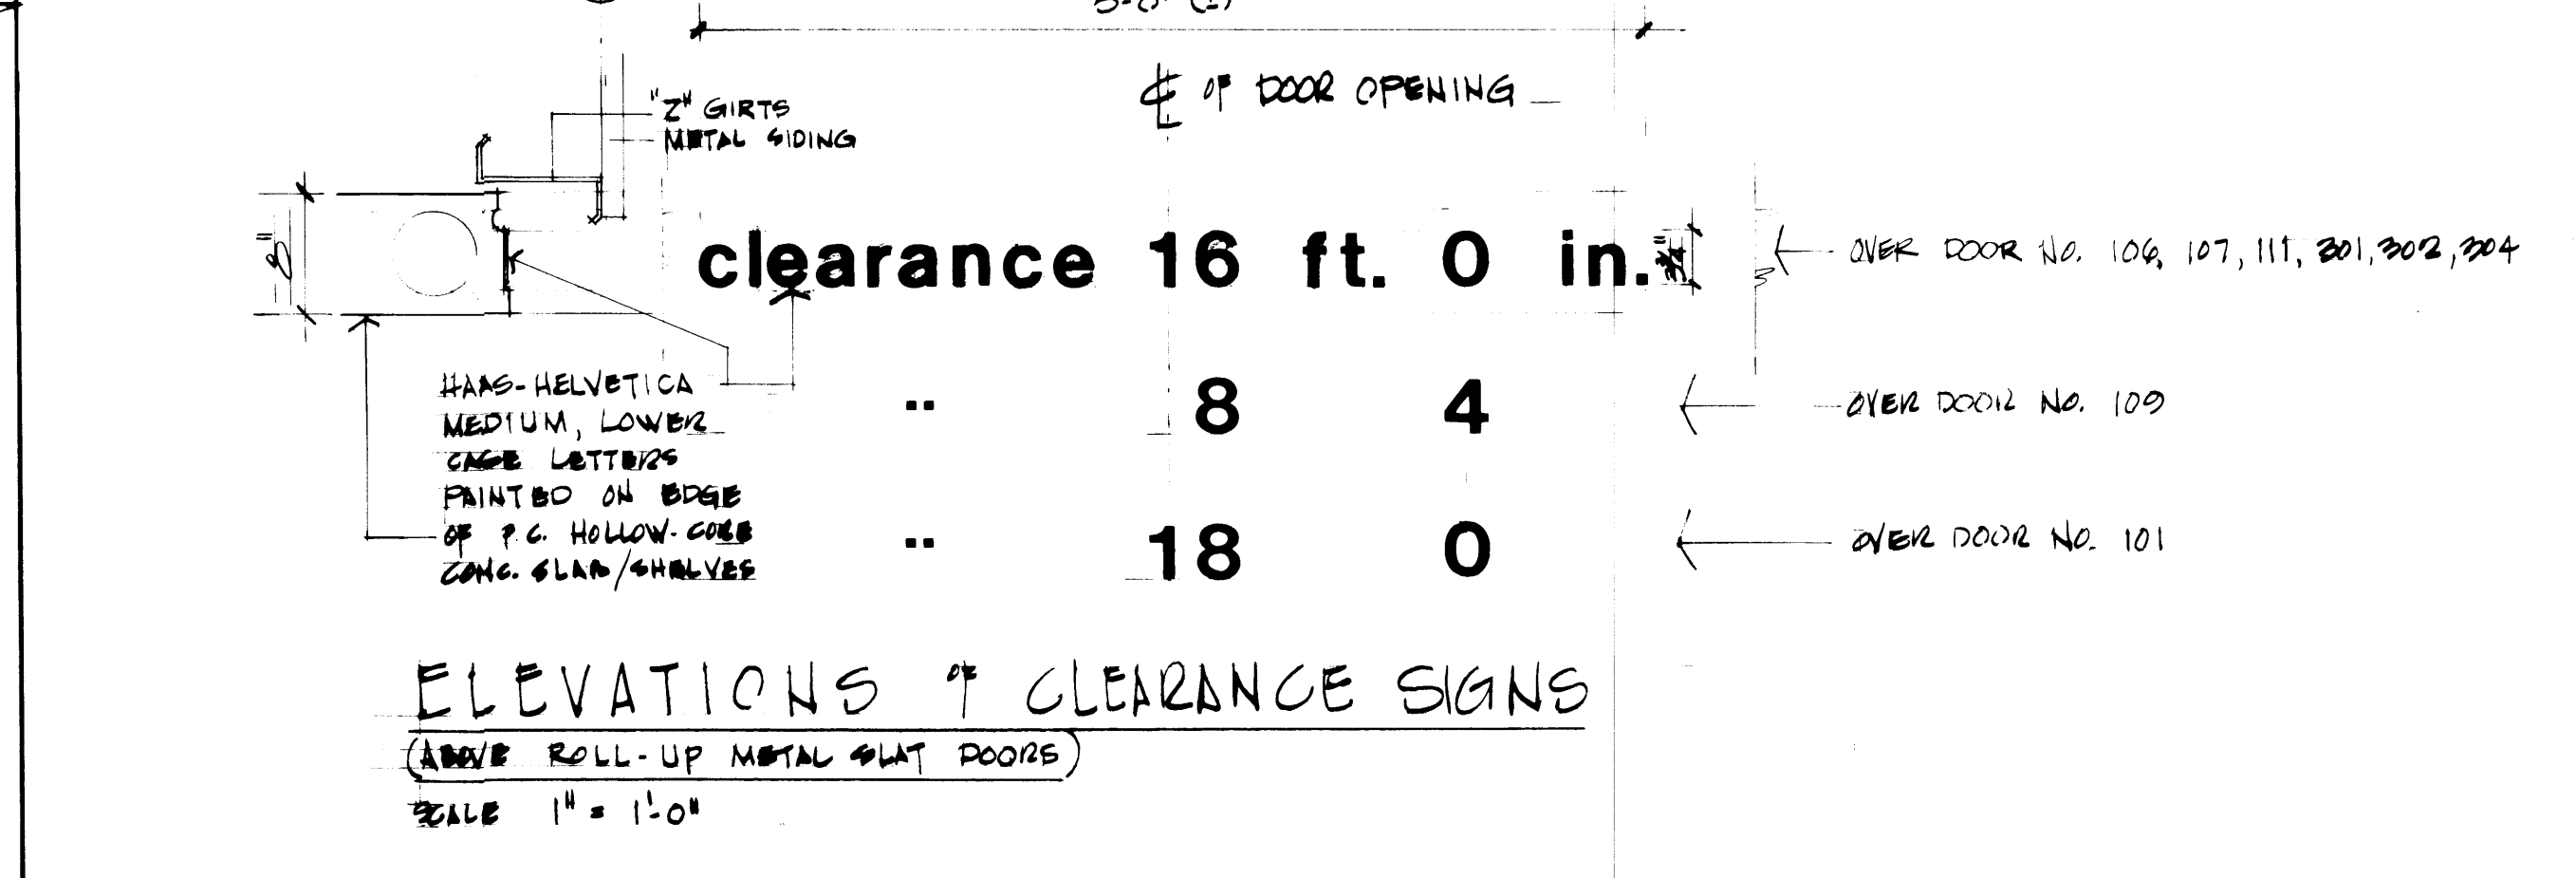 "Z" GIRTS
METAL SIDING
℄ OF DOOR OPENING
8"
clearance 16 ft. 0 in.
OVER DOOR NO. 106, 107, 111, 301, 302, 304
HAAS-HELVETICA
MEDIUM, LOWER
CASE LETTERS
PAINTED ON EDGE
OF P.C. HOLLOW-CORE
CONC. SLAB/SHELVES
" 8 4
OVER DOOR NO. 109
" 18 0
OVER DOOR NO. 101
ELEVATIONS OF CLEARANCE SIGNS
(ABOVE ROLL-UP METAL SLAT DOORS)
SCALE 1" = 1'-0"